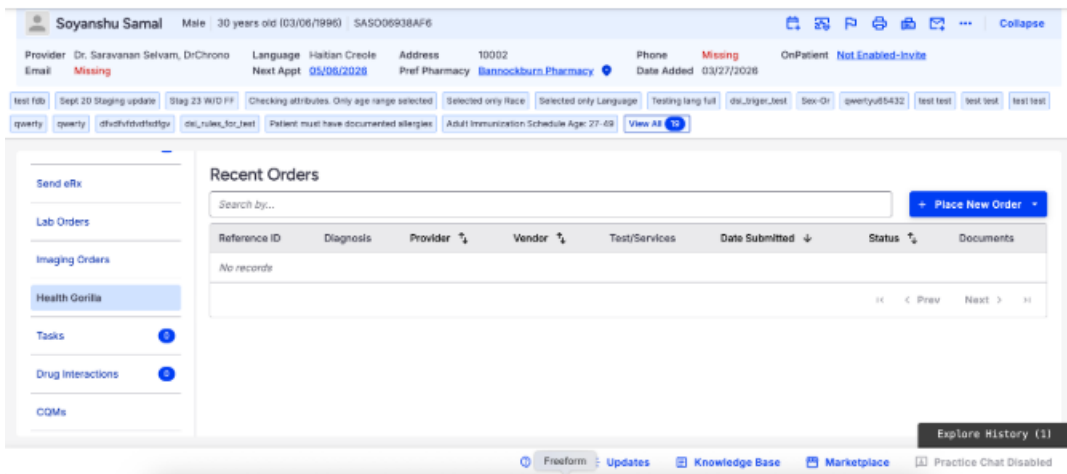 Soyanshu Samal Male 30 years old (03/06/1996) SASO06938AF6 Collapse
Provider Dr. Saravanan Selvam, DrChrono Language Haitian Creole Address 10002 Phone Missing OnPatient Not Enabled-Invite
Email Missing Next Appt 05/06/2026 Pref Pharmacy Bannockburn Pharmacy Date Added 03/27/2026
test fdb Sept 20 Staging update Stag 23 W/O FF Checking attributes. Only age range selected Selected only Race Selected only Language Testing lang full dsi_triger_test Sex-Or qwertyu65432 test test test test test test
qwerty qwerty dsi_rules_for_test Patient must have documented allergies Adult Immunization Schedule Age: 27-49 View All 19
Recent Orders
Send eRx
Search by...
+ Place New Order
Lab Orders
Reference ID Diagnosis Provider Vendor Test/Services Date Submitted Status Documents
Imaging Orders
No records
Health Gorilla
< Prev Next >
Tasks 0
Drug Interactions 0
CQMs
Explore History (1)
Freeform Updates Knowledge Base Marketplace Practice Chat Disabled